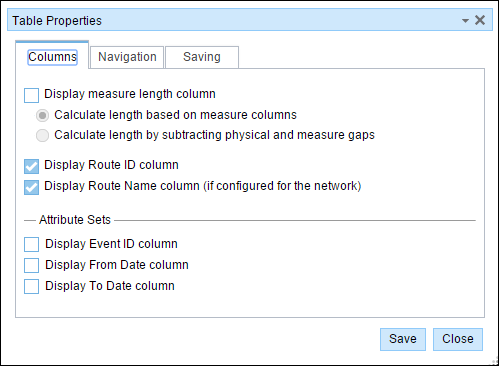 Table Properties
Columns Navigation Saving
Display measure length column
Calculate length based on measure columns
Calculate length by subtracting physical and measure gaps
Display Route ID column
Display Route Name column (if configured for the network)
Attribute Sets
Display Event ID column
Display From Date column
Display To Date column
Save Close